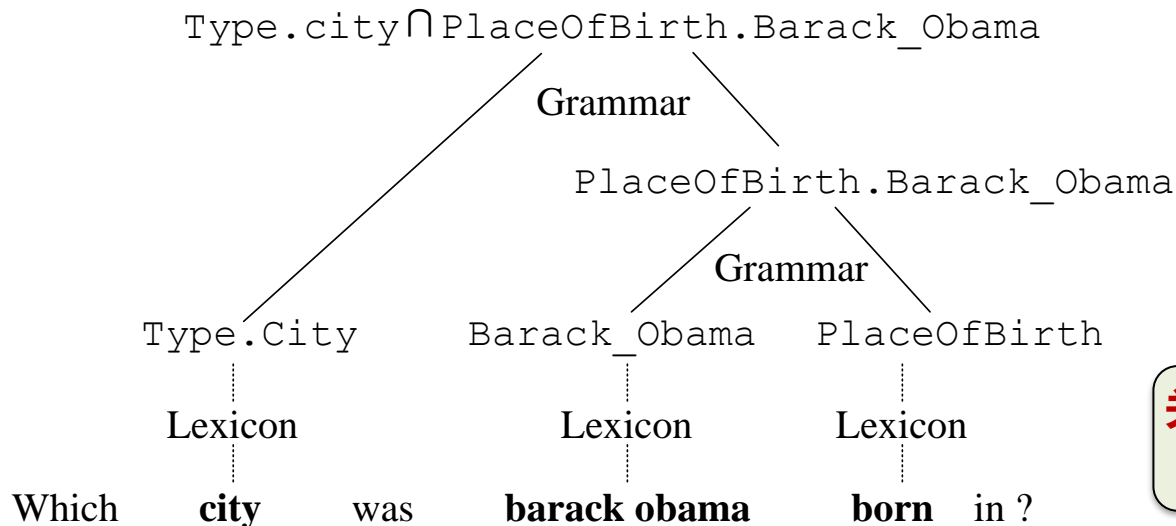 Type.city∩PlaceOfBirth.Barack_Obama
Grammar
PlaceOfBirth.Barack_Obama
Grammar
Type.City Barack_Obama PlaceOfBirth
Lexicon Lexicon Lexicon
Which city was barack obama born in ?